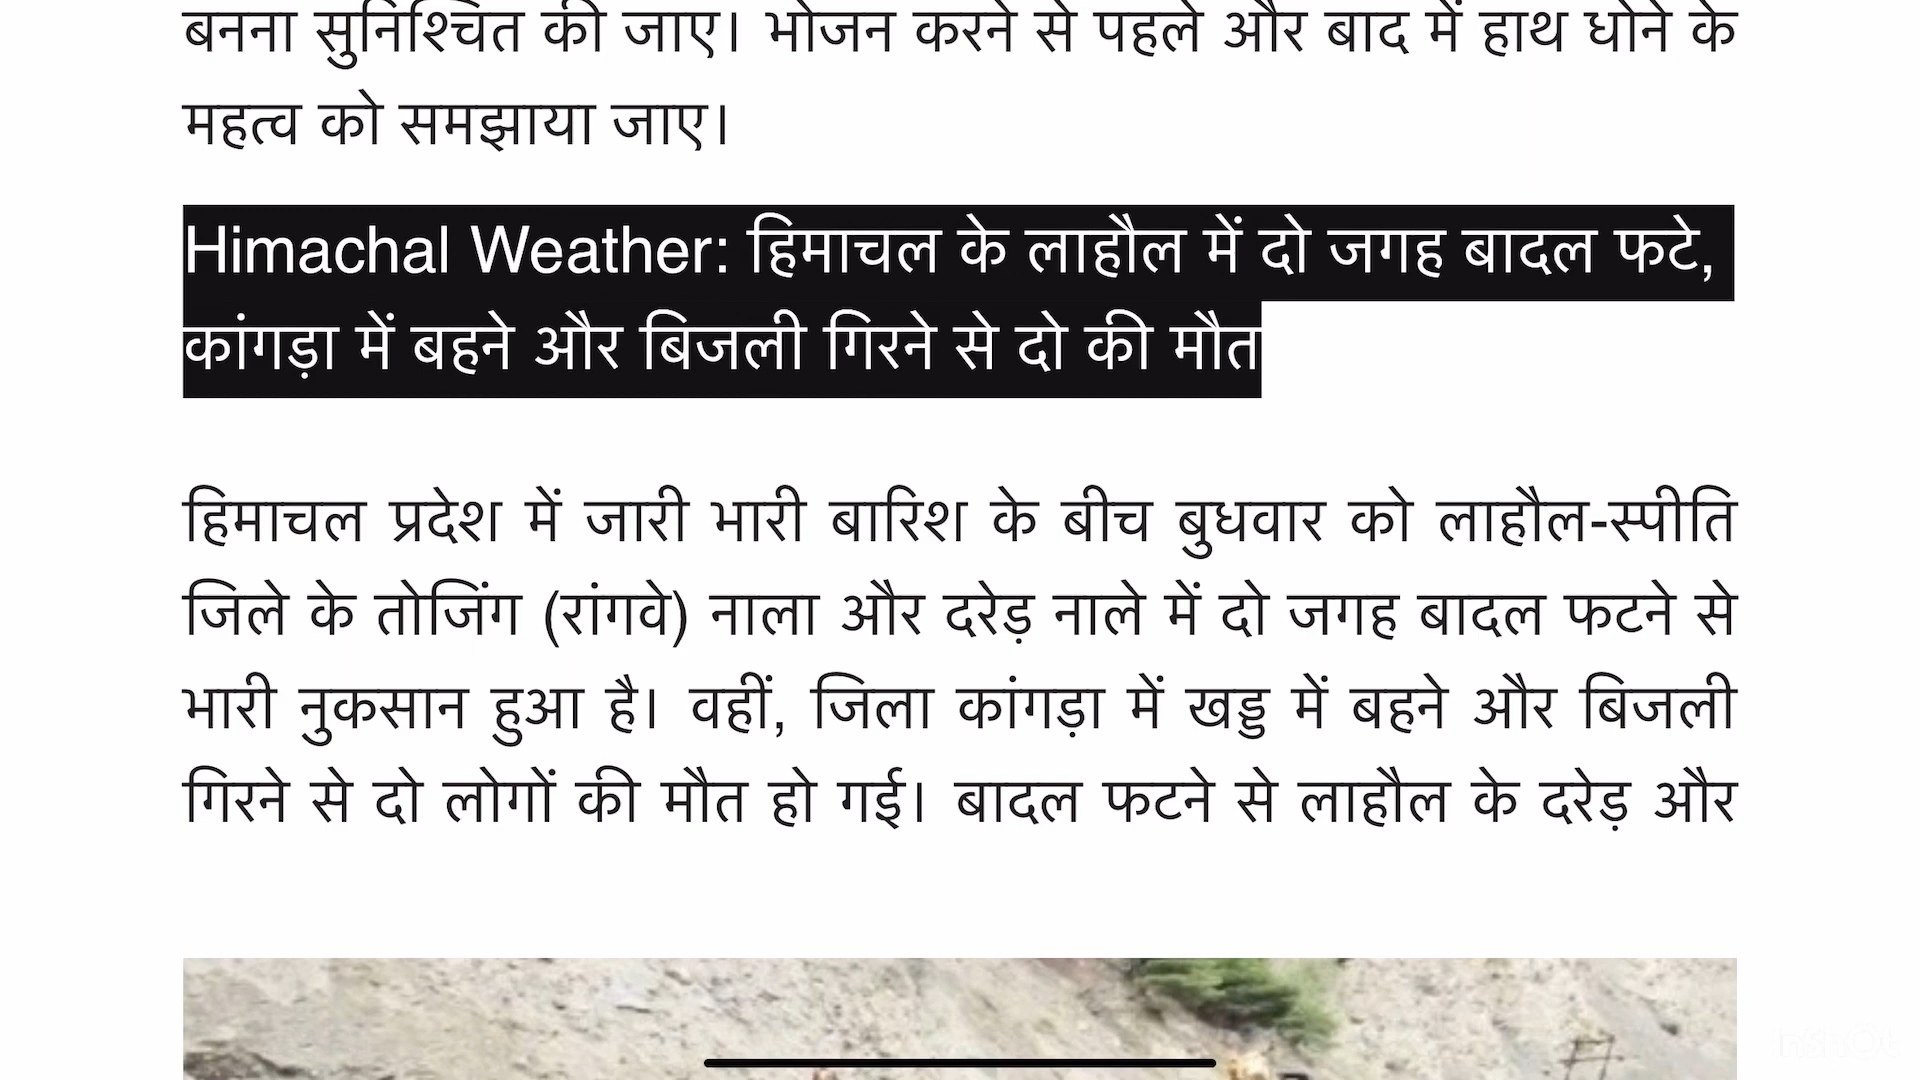 बनना सुनिश्चित की जाए। भोजन करने से पहले और बाद में हाथ धोने के
महत्व को समझाया जाए।
Himachal Weather: हिमाचल के लाहौल में दो जगह बादल फटे,
कांगड़ा में बहने और बिजली गिरने से दो की मौत
हिमाचल प्रदेश में जारी भारी बारिश के बीच बुधवार को लाहौल-स्पीति
जिले के तोजिंग (रांगवे) नाला और दरेड़ नाले में दो जगह बादल फटने से
भारी नुकसान हुआ है। वहीं, जिला कांगड़ा में खड्ड में बहने और बिजली
गिरने से दो लोगों की मौत हो गई। बादल फटने से लाहौल के दरेड़ और